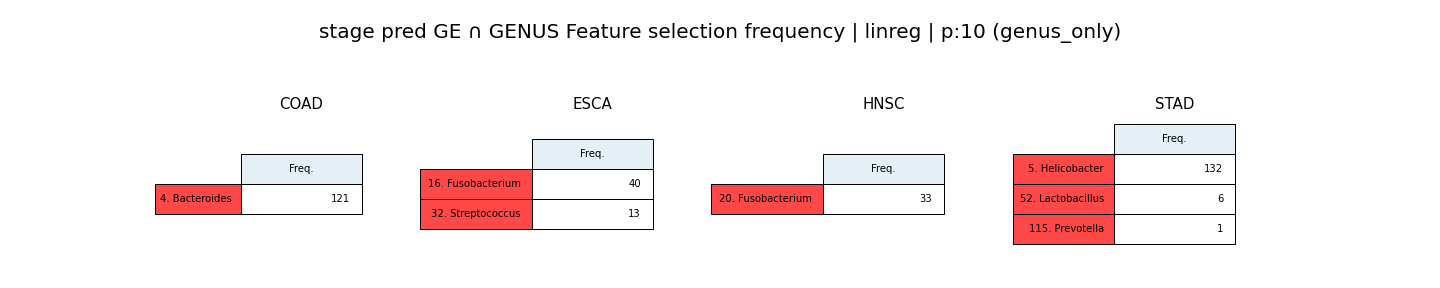 stage pred GE ∩ GENUS Feature selection frequency | linreg | p:10 (genus_only)
COAD
Freq.
4. Bacteroides 121
ESCA
Freq.
16. Fusobacterium 40
32. Streptococcus 13
HNSC
Freq.
20. Fusobacterium 33
STAD
Freq.
5. Helicobacter 132
52. Lactobacillus 6
115. Prevotella 1